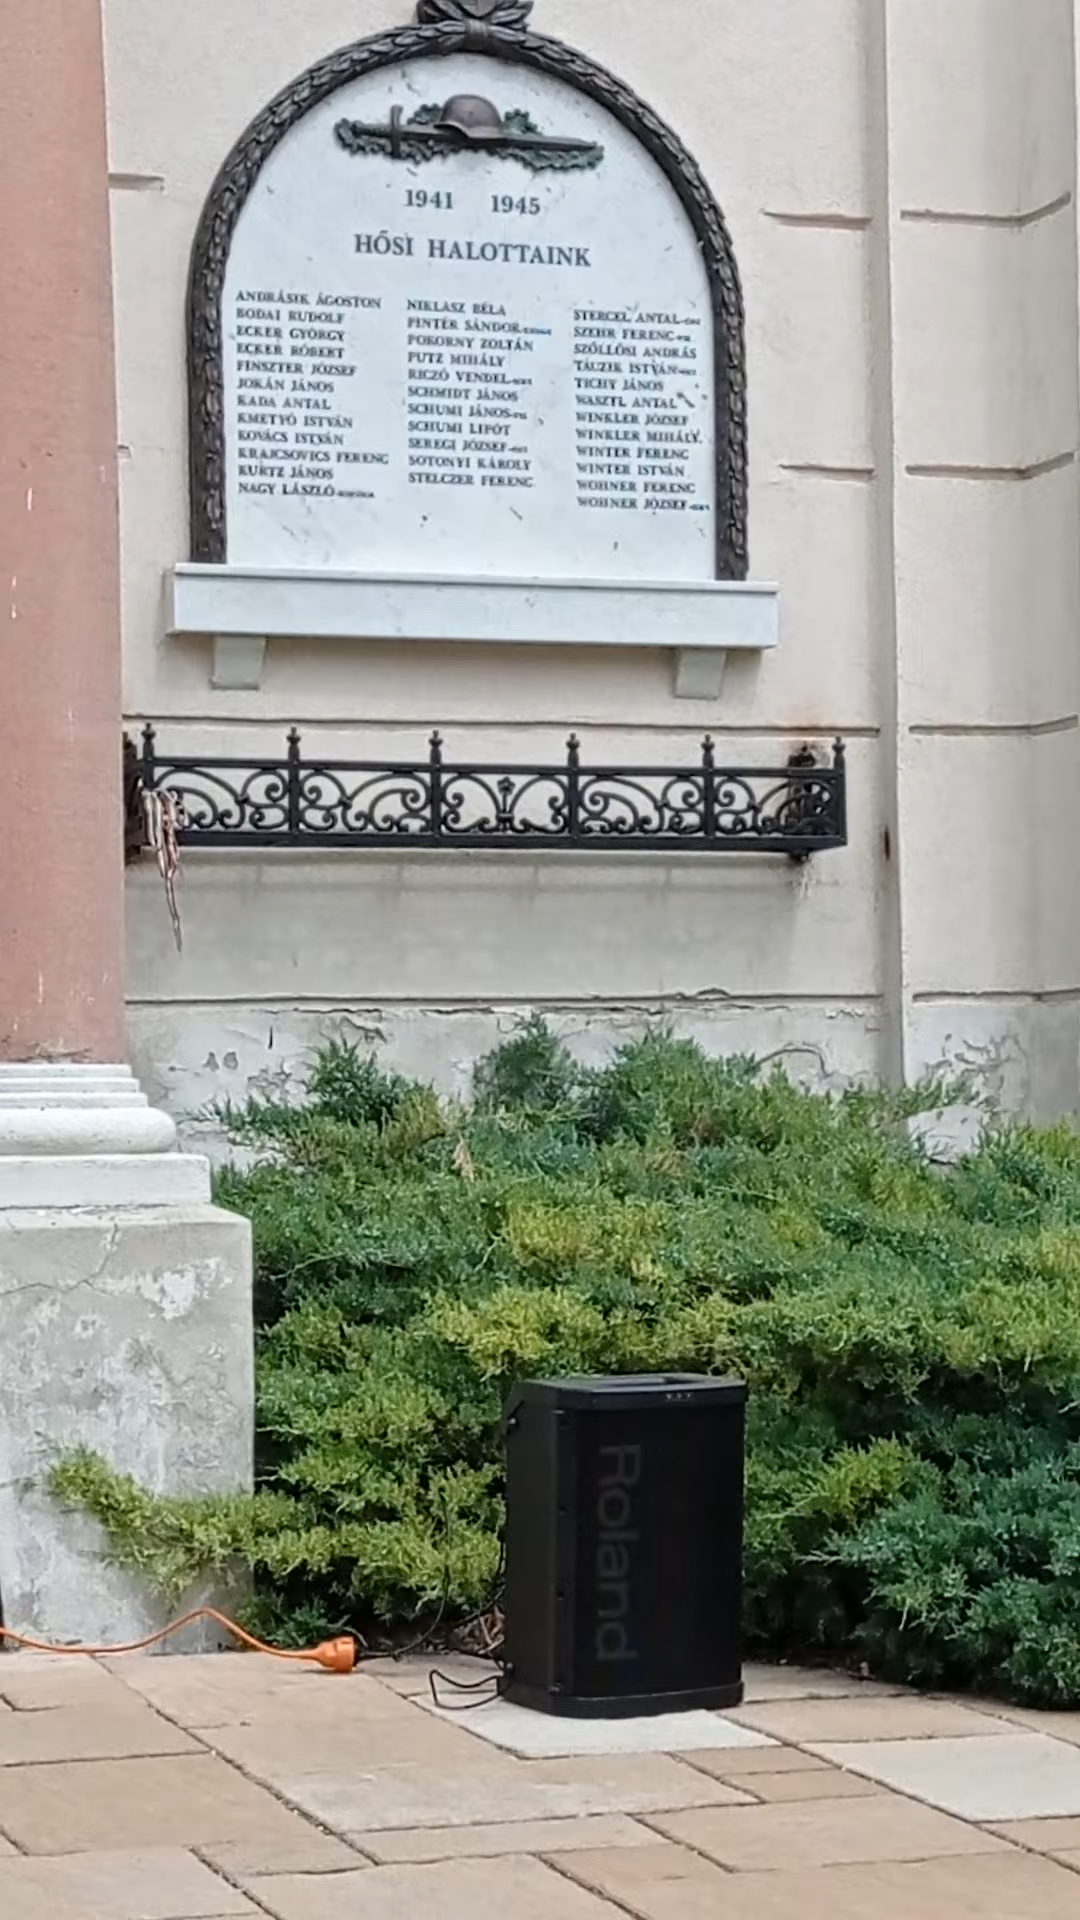 1941 1945
HŐSI HALOTTAINK
ANDRÁSIK ÁGOSTON
BODAI RUDOLF
ECKER GYÖRGY
ECKER RÓBERT
FINSZTER JÓZSEF
JOKÁN JÁNOS
KADA ANTAL
KMETYÓ ISTVÁN
KOVÁCS ISTVÁN
KRAJCSOVICS FERENC
KURTZ JÁNOS
NAGY LÁSZLÓ
NIKLASZ BÉLA
PINTÉR SÁNDOR
POKORNY ZOLTÁN
PUTZ MIHÁLY
RICZÓ VENDEL
SCHMIDT JÁNOS
SCHUMI JÁNOS
SCHUMI LIPÓT
SEREGI JÓZSEF
SOTONYI KÁROLY
STELCZER FERENC
STERCEL ANTAL
SZEHR FERENC
SZŐLLŐSI ANDRÁS
TAUZIK ISTVÁN
TICHY JÁNOS
WASZTL ANTAL
WINKLER JÓZSEF
WINKLER MIHÁLY
WINTER FERENC
WINTER ISTVÁN
WOHNER FERENC
WOHNER JÓZSEF
Roland